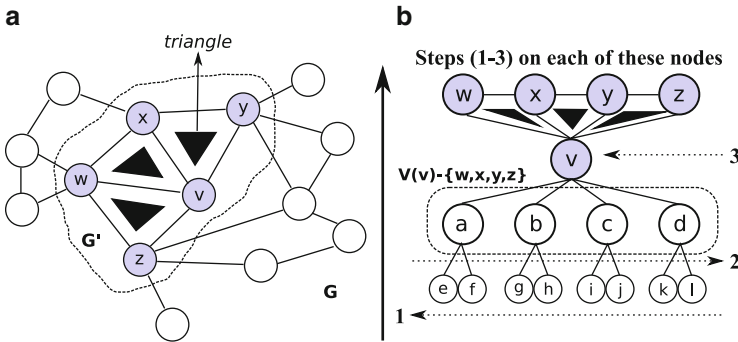 a
triangle
x
y
w
v
G'
z
G
b
Steps (1-3) on each of these nodes
w x y z
v
3
V(v)-{w,x,y,z}
a b c d
2
e f g h i j k l
1